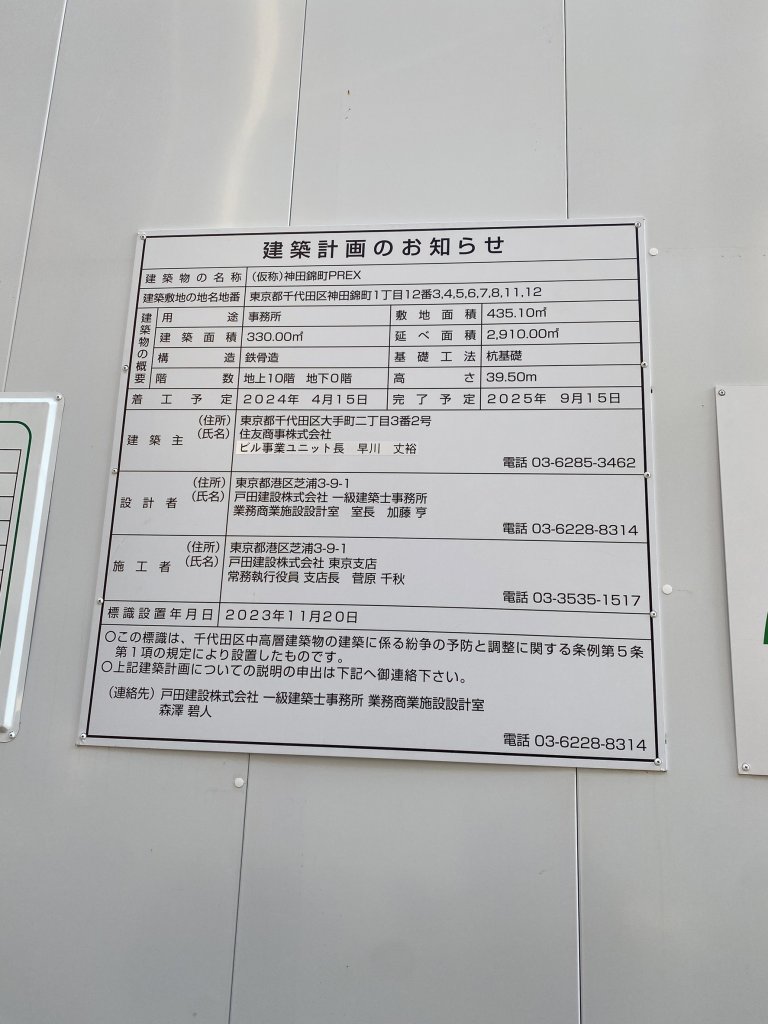 建築計画のお知らせ
建築物の名称 (仮称)神田錦町PREX
建築敷地の地名地番 東京都千代田区神田錦町1丁目12番3,4,5,6,7,8,11,12
建築物の概要
用途 事務所 敷地面積 435.10㎡
建築面積 330.00㎡ 延べ面積 2,910.00㎡
構造 鉄骨造 基礎工法 杭基礎
階数 地上10階 地下0階 高さ 39.50m
着工予定 2024年 4月15日 完了予定 2025年 9月15日
建築主 (住所) 東京都千代田区大手町二丁目3番2号
(氏名) 住友商事株式会社
ビル事業ユニット長 早川 丈裕
電話 03-6285-3462
設計者 (住所) 東京都港区芝浦3-9-1
(氏名) 戸田建設株式会社 一級建築士事務所
業務商業施設設計室 室長 加藤 亨
電話 03-6228-8314
施工者 (住所) 東京都港区芝浦3-9-1
(氏名) 戸田建設株式会社 東京支店
常務執行役員 支店長 菅原 千秋
電話 03-3535-1517
標識設置年月日 2023年11月20日
○この標識は、千代田区中高層建築物の建築に係る紛争の予防と調整に関する条例第5条
第1項の規定により設置したものです。
○上記建築計画についての説明の申出は下記へ御連絡下さい。
(連絡先) 戸田建設株式会社 一級建築士事務所 業務商業施設設計室
森澤 碧人
電話 03-6228-8314